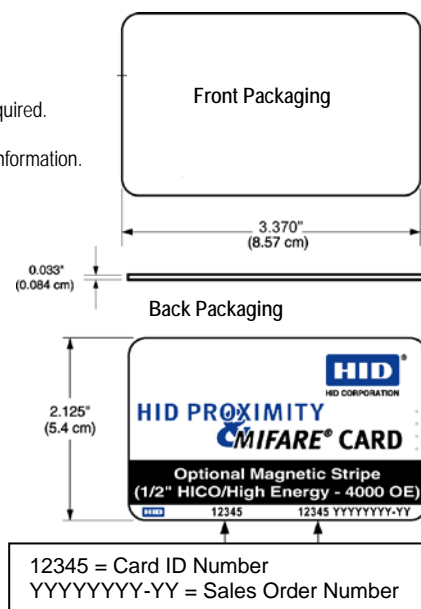 Front Packaging
quired.
nformation.
3.370"
(8.57 cm)
0.033"
(0.084 cm)
Back Packaging
2.125"
(5.4 cm)
HID®
HID CORPORATION
HID PROXIMITY
MIFARE® CARD
Optional Magnetic Stripe
(1/2" HICO/High Energy - 4000 OE)
HID 12345 12345 YYYYYYYY-YY
12345 = Card ID Number
YYYYYYYY-YY = Sales Order Number